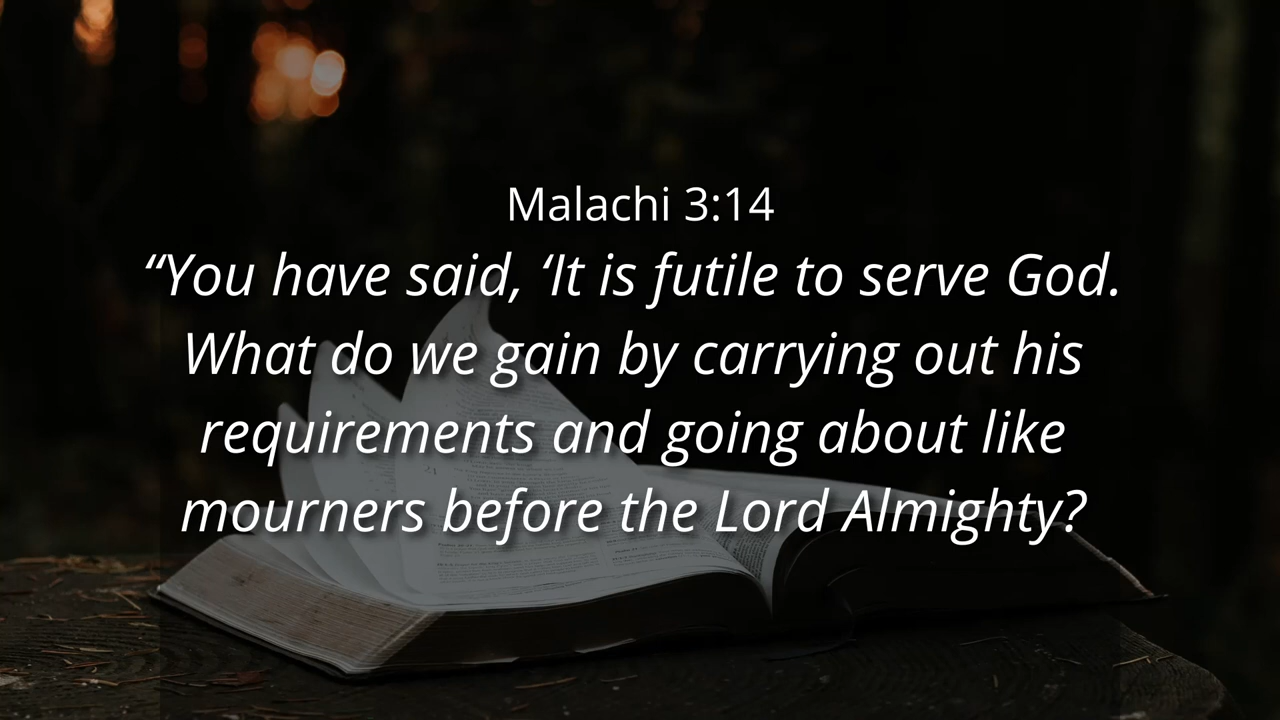 Malachi 3:14
“You have said, ‘It is futile to serve God.
What do we gain by carrying out his
requirements and going about like
mourners before the Lord Almighty?